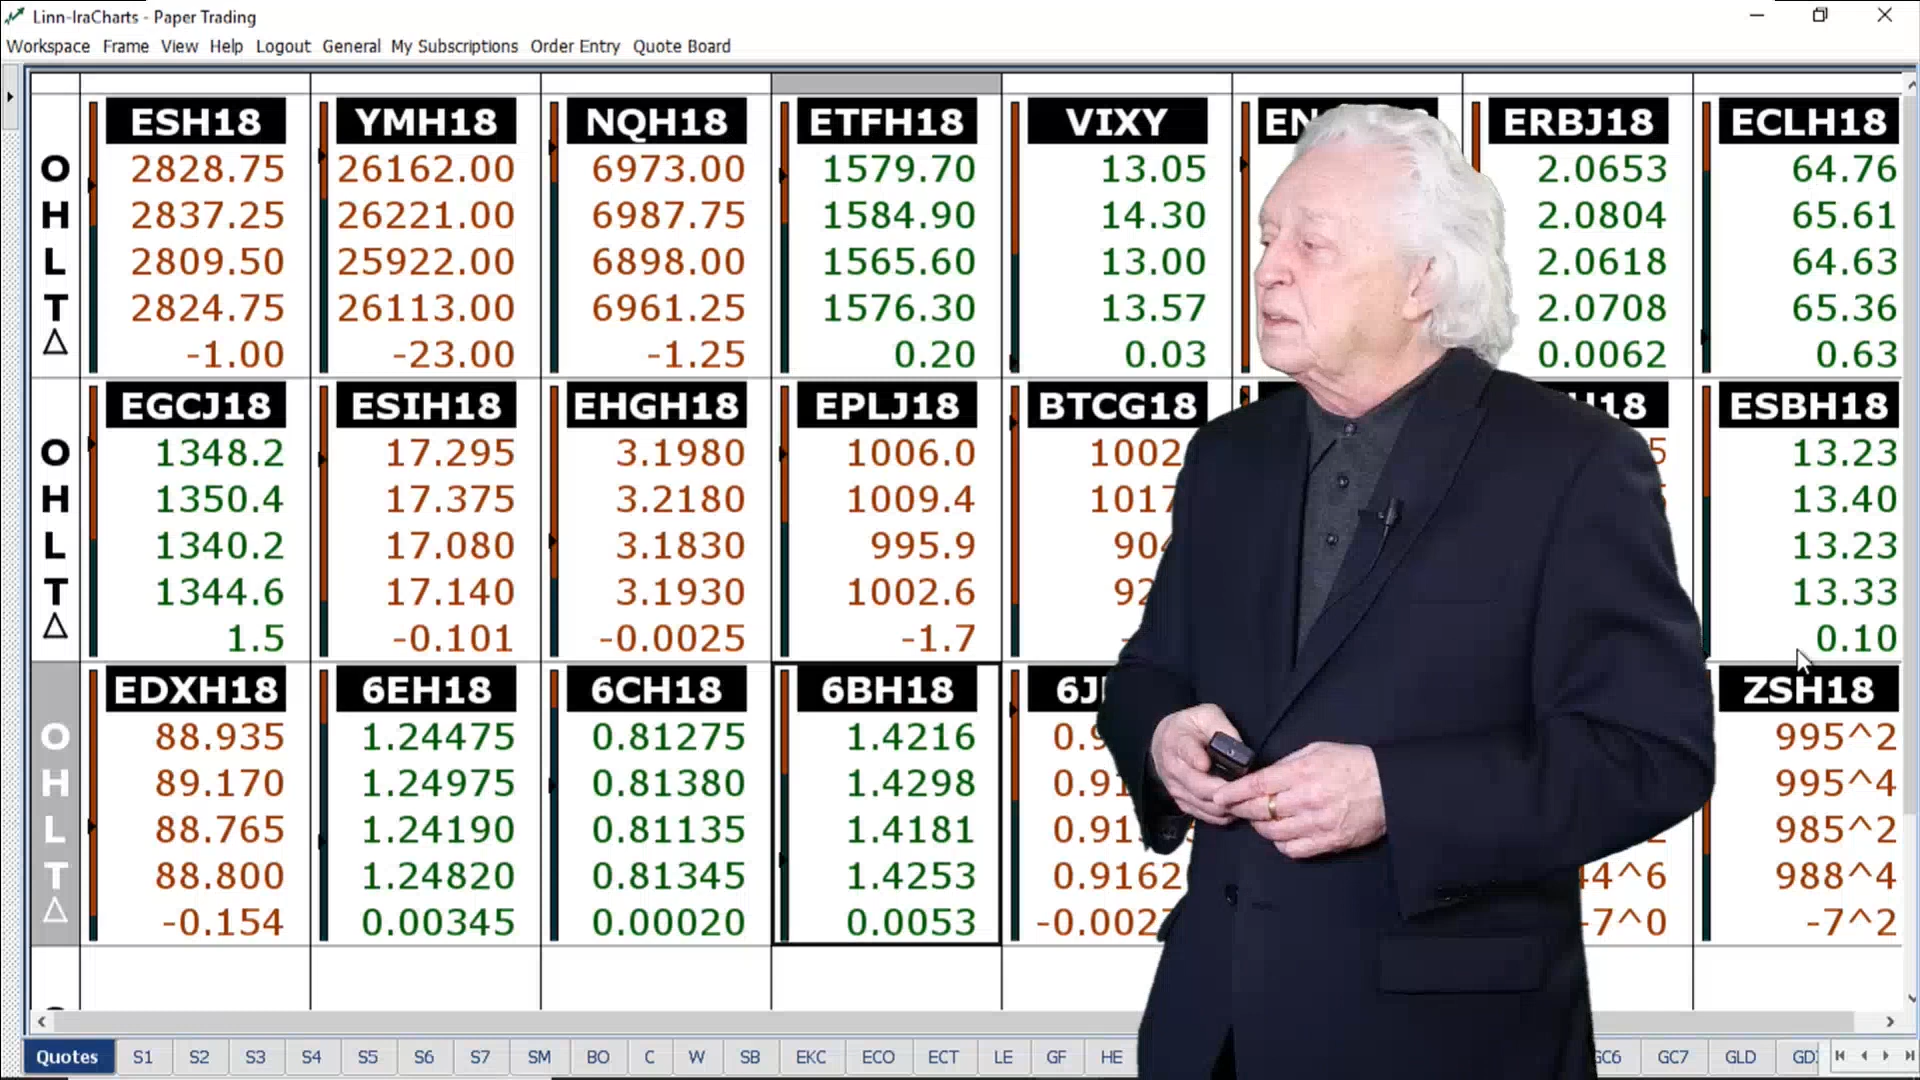 Linn-IraCharts - Paper Trading
Workspace Frame View Help Logout General My Subscriptions Order Entry Quote Board
ESH18 YMH18 NQH18 ETFH18 VIXY ERBJ18 ECLH18
O 2828.75 26162.00 6973.00 1579.70 13.05 2.0653 64.76
H 2837.25 26221.00 6987.75 1584.90 14.30 2.0804 65.61
L 2809.50 25922.00 6898.00 1565.60 13.00 2.0618 64.63
T 2824.75 26113.00 6961.25 1576.30 13.57 2.0708 65.36
Δ -1.00 -23.00 -1.25 0.20 0.03 0.0062 0.63
EGCJ18 ESIH18 EHGH18 EPLJ18 BTCG18 ESBH18
O 1348.2 17.295 3.1980 1006.0 13.23
H 1350.4 17.375 3.2180 1009.4 13.40
L 1340.2 17.080 3.1830 995.9 13.23
T 1344.6 17.140 3.1930 1002.6 13.33
Δ 1.5 -0.101 -0.0025 -1.7 0.10
EDXH18 6EH18 6CH18 6BH18 ZSH18
O 88.935 1.24475 0.81275 1.4216 995^2
H 89.170 1.24975 0.81380 1.4298 995^4
L 88.765 1.24190 0.81135 1.4181 985^2
T 88.800 1.24820 0.81345 1.4253 988^4
Δ -0.154 0.00345 0.00020 0.0053 -7^0 -7^2
Quotes S1 S2 S3 S4 S5 S6 S7 SM BO C W SB EKC ECO ECT LE GF HE GC7 GLD